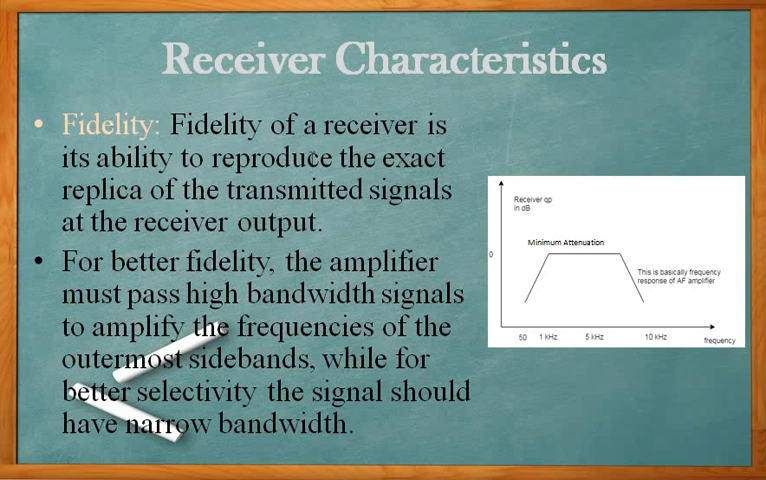 Receiver Characteristics
• Fidelity: Fidelity of a receiver is
its ability to reproduce the exact
replica of the transmitted signals
at the receiver output.
• For better fidelity, the amplifier
must pass high bandwidth signals
to amplify the frequencies of the
outermost sidebands, while for
better selectivity the signal should
have narrow bandwidth.
Receiver qp
in dB
Minimum Attenuation
0
This is basically frequency
response of AF amplifier
50 1 kHz 5 kHz 10 kHz
frequency